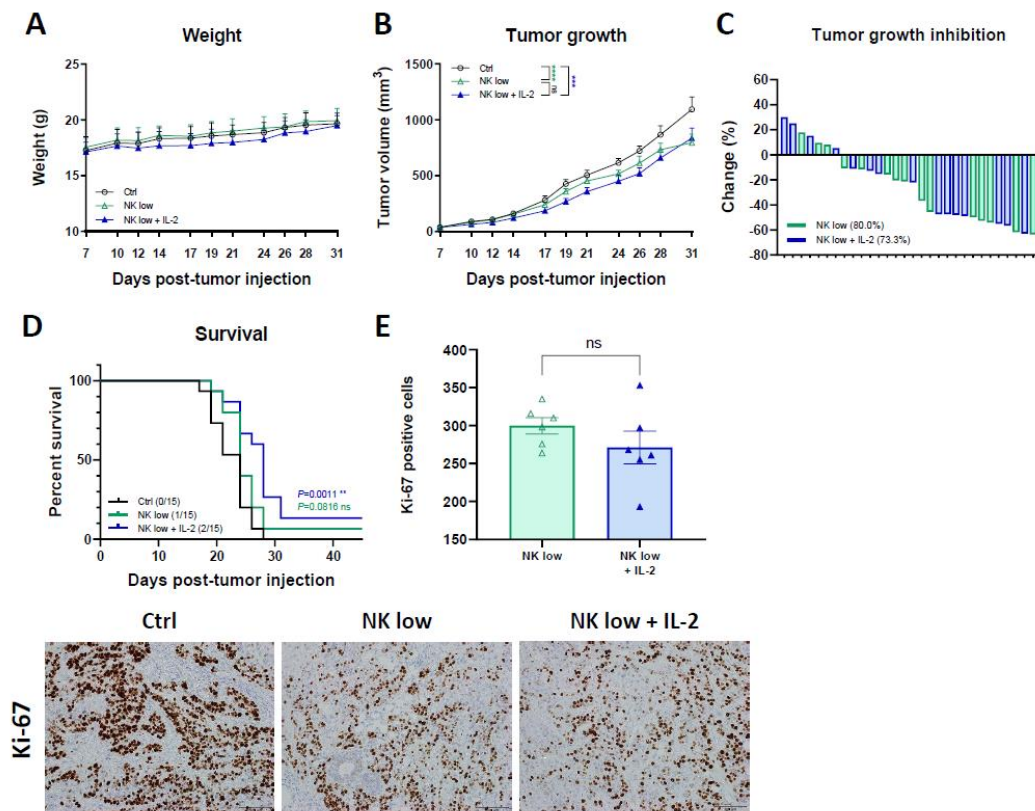 A
Weight
25
20
15
10
Weight (g)
Ctrl
NK low
NK low + IL-2
7 10 12 14 17 19 21 24 26 28 31
Days post-tumor injection
B
Tumor growth
Ctrl
NK low
NK low + IL-2
****
ns
***
1500
1000
500
0
Tumor volume (mm³)
7 10 12 14 17 19 21 24 26 28 31
Days post-tumor injection
C
Tumor growth inhibition
60
40
20
0
-20
-40
-60
-80
Change (%)
NK low (80.0%)
NK low + IL-2 (73.3%)
D
Survival
100
50
0
Percent survival
P=0.0011 **
P=0.0816 ns
Ctrl (0/15)
NK low (1/15)
NK low + IL-2 (2/15)
0 10 20 30 40
Days post-tumor injection
E
ns
400
350
300
250
200
150
Ki-67 positive cells
NK low
NK low
+ IL-2
Ctrl
NK low
NK low + IL-2
Ki-67